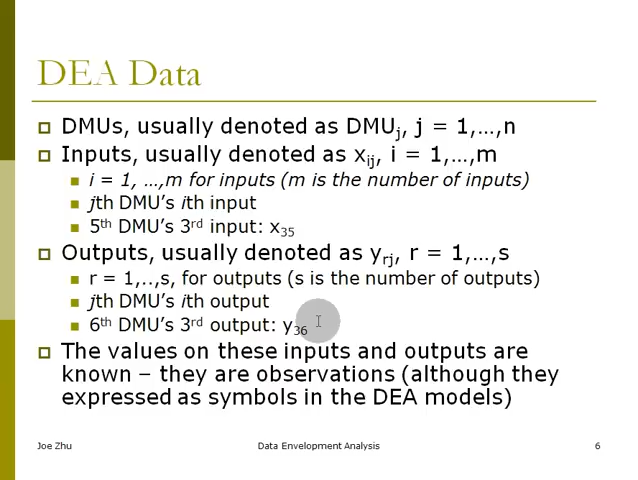 DEA Data
DMUs, usually denoted as DMUj, j = 1,...,n
Inputs, usually denoted as xij, i = 1,...,m
i = 1, ...,m for inputs (m is the number of inputs)
jth DMU's ith input
5th DMU's 3rd input: x35
Outputs, usually denoted as yrj, r = 1,...,s
r = 1,..,s, for outputs (s is the number of outputs)
jth DMU's ith output
6th DMU's 3rd output: y36
The values on these inputs and outputs are
known – they are observations (although they
expressed as symbols in the DEA models)
Joe Zhu
Data Envelopment Analysis
6